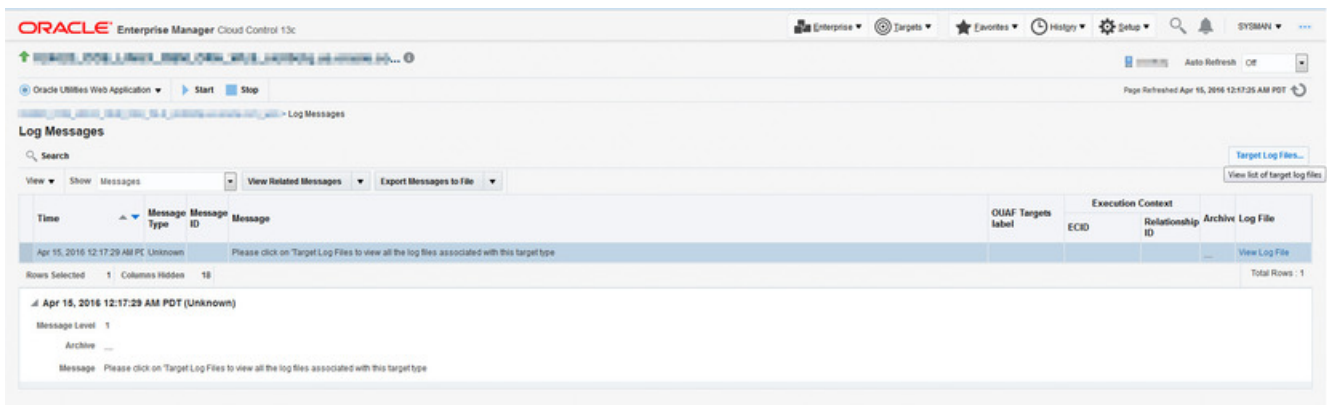 ORACLE Enterprise Manager Cloud Control 13c Enterprise Targets Favorites History Setup SYSMAN
... Auto Refresh Off
Oracle Utilities Web Application Start Stop Page Refreshed Apr 15, 2016 12:17:25 AM PDT
> Log Messages
Log Messages
Search Target Log Files...
View Show Messages View Related Messages Export Messages to File View list of target log files
Time Message Type Message ID Message OUAF Targets label Execution Context ECID Relationship ID Archive Log File
Apr 15, 2016 12:17:29 AM PD Unknown Please click on 'Target Log Files to view all the log files associated with this target type ... View Log File
Rows Selected 1 Columns Hidden 18 Total Rows : 1
Apr 15, 2016 12:17:29 AM PDT (Unknown)
Message Level 1
Archive ...
Message Please click on 'Target Log Files to view all the log files associated with this target type